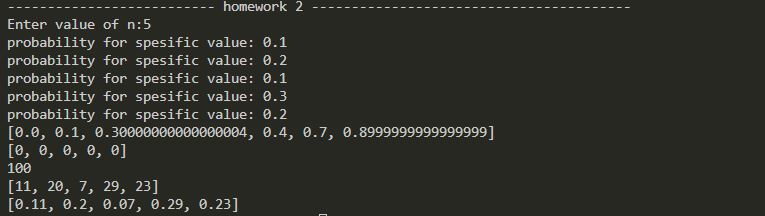 -------------------------- homework 2 ----------------------------------------
Enter value of n:5
probability for spesific value: 0.1
probability for spesific value: 0.2
probability for spesific value: 0.1
probability for spesific value: 0.3
probability for spesific value: 0.2
[0.0, 0.1, 0.30000000000000004, 0.4, 0.7, 0.8999999999999999]
[0, 0, 0, 0, 0]
100
[11, 20, 7, 29, 23]
[0.11, 0.2, 0.07, 0.29, 0.23]